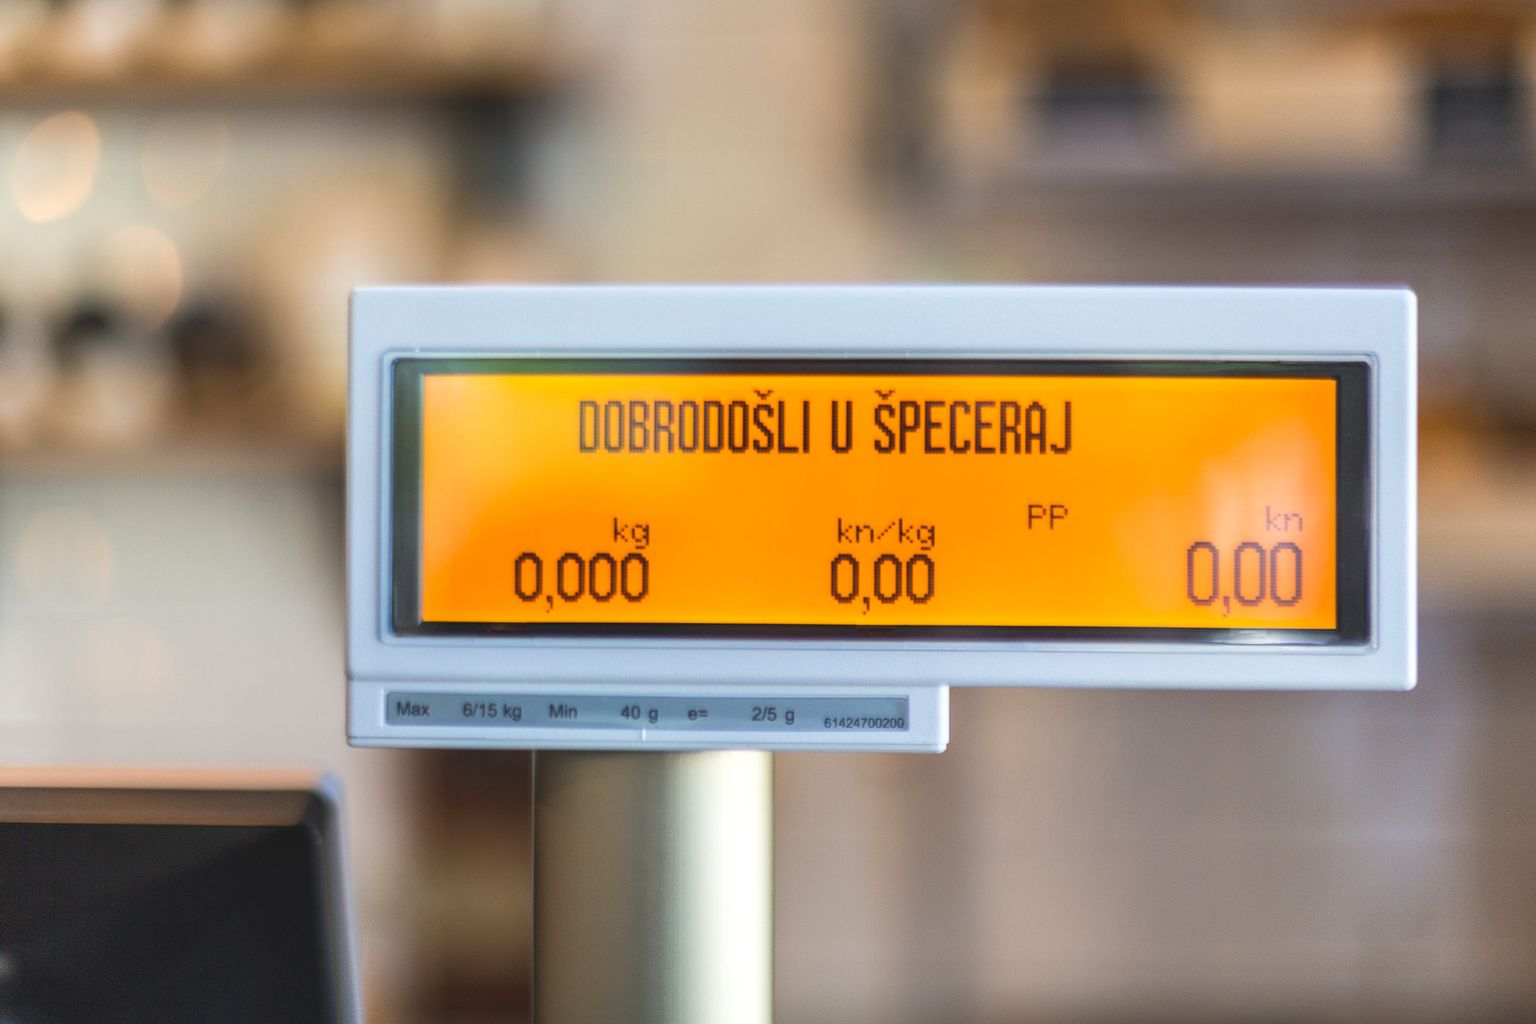 DOBRODOŠLI U ŠPECERAJ
kg kn/kg PP kn
0,000 0,00 0,00
Max 6/15 kg Min 40 g e= 2/5 g 61424700200